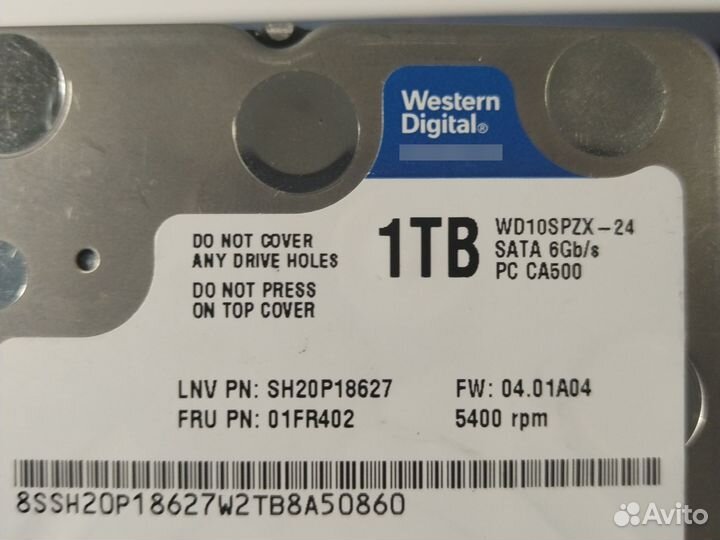 Western
Digital®
1TB
WD10SPZX-24
SATA 6Gb/s
PC CA500
DO NOT COVER
ANY DRIVE HOLES
DO NOT PRESS
ON TOP COVER
LNV PN: SH20P18627
FW: 04.01A04
FRU PN: 01FR402
5400 rpm
8SSH20P18627W2TB8A50860
Avito